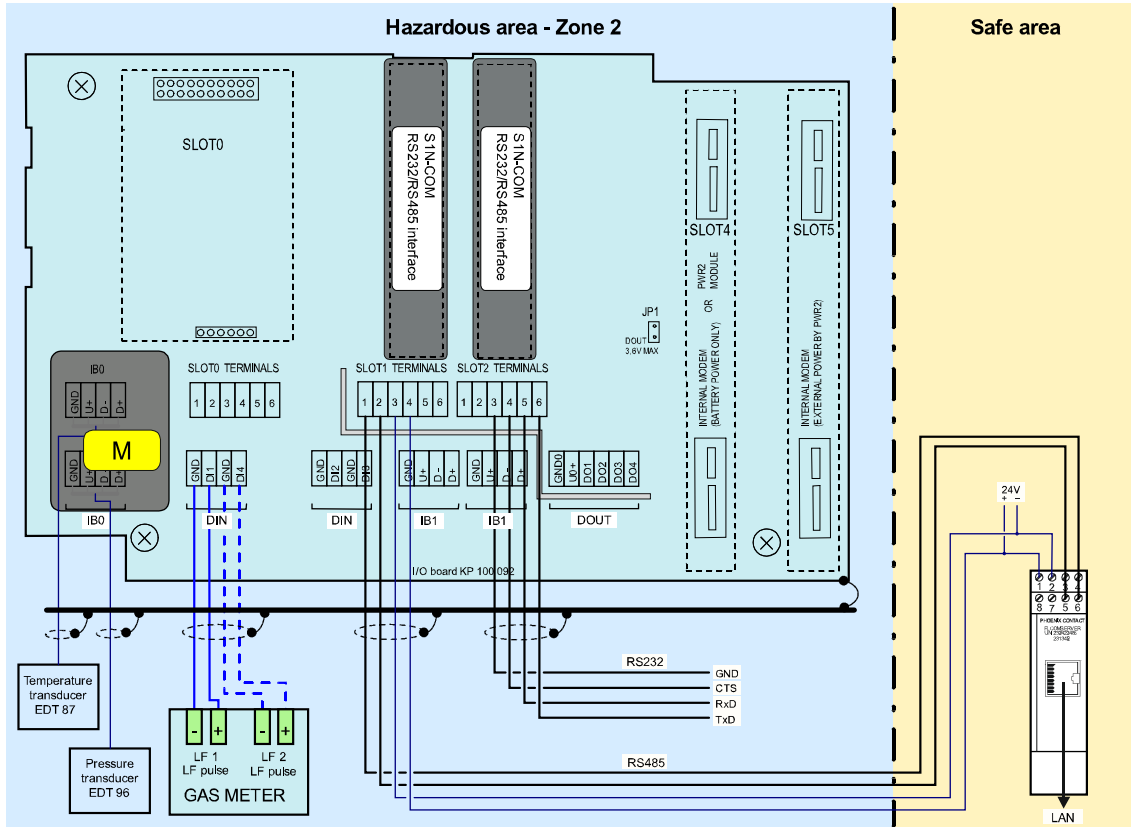 Hazardous area - Zone 2
Safe area
SLOT0
S1N-COM
RS232/RS485 interface
S1N-COM
RS232/RS485 interface
SLOT4
SLOT5
INTERNAL MODEM OR PWR2
(BATTERY POWER ONLY) MODULE
INTERNAL MODEM
(EXTERNAL POWER BY PWR2)
JP1
DOUT
3,6V MAX
IB0
GND U+ D- D+
SLOT0 TERMINALS
1 2 3 4 5 6
SLOT1 TERMINALS
1 2 3 4 5 6
SLOT2 TERMINALS
1 2 3 4 5 6
M
GND U+ D- D+
GND DI1 GND DI4
GND DI2 GND DI3
GND U+ D- D+
GND U+ D- D+
GND0 U0+ DO1 DO2 DO3 DO4
IB0
DIN
DIN
IB1
IB1
DOUT
I/O board KP 100 092
24V
+ -
1 2 3 4
8 7 5 6
PHOENIX CONTACT
Temperature
transducer
EDT 87
Pressure
transducer
EDT 96
- + - +
LF 1
LF pulse
LF 2
LF pulse
GAS METER
RS232
GND
CTS
RxD
TxD
RS485
LAN